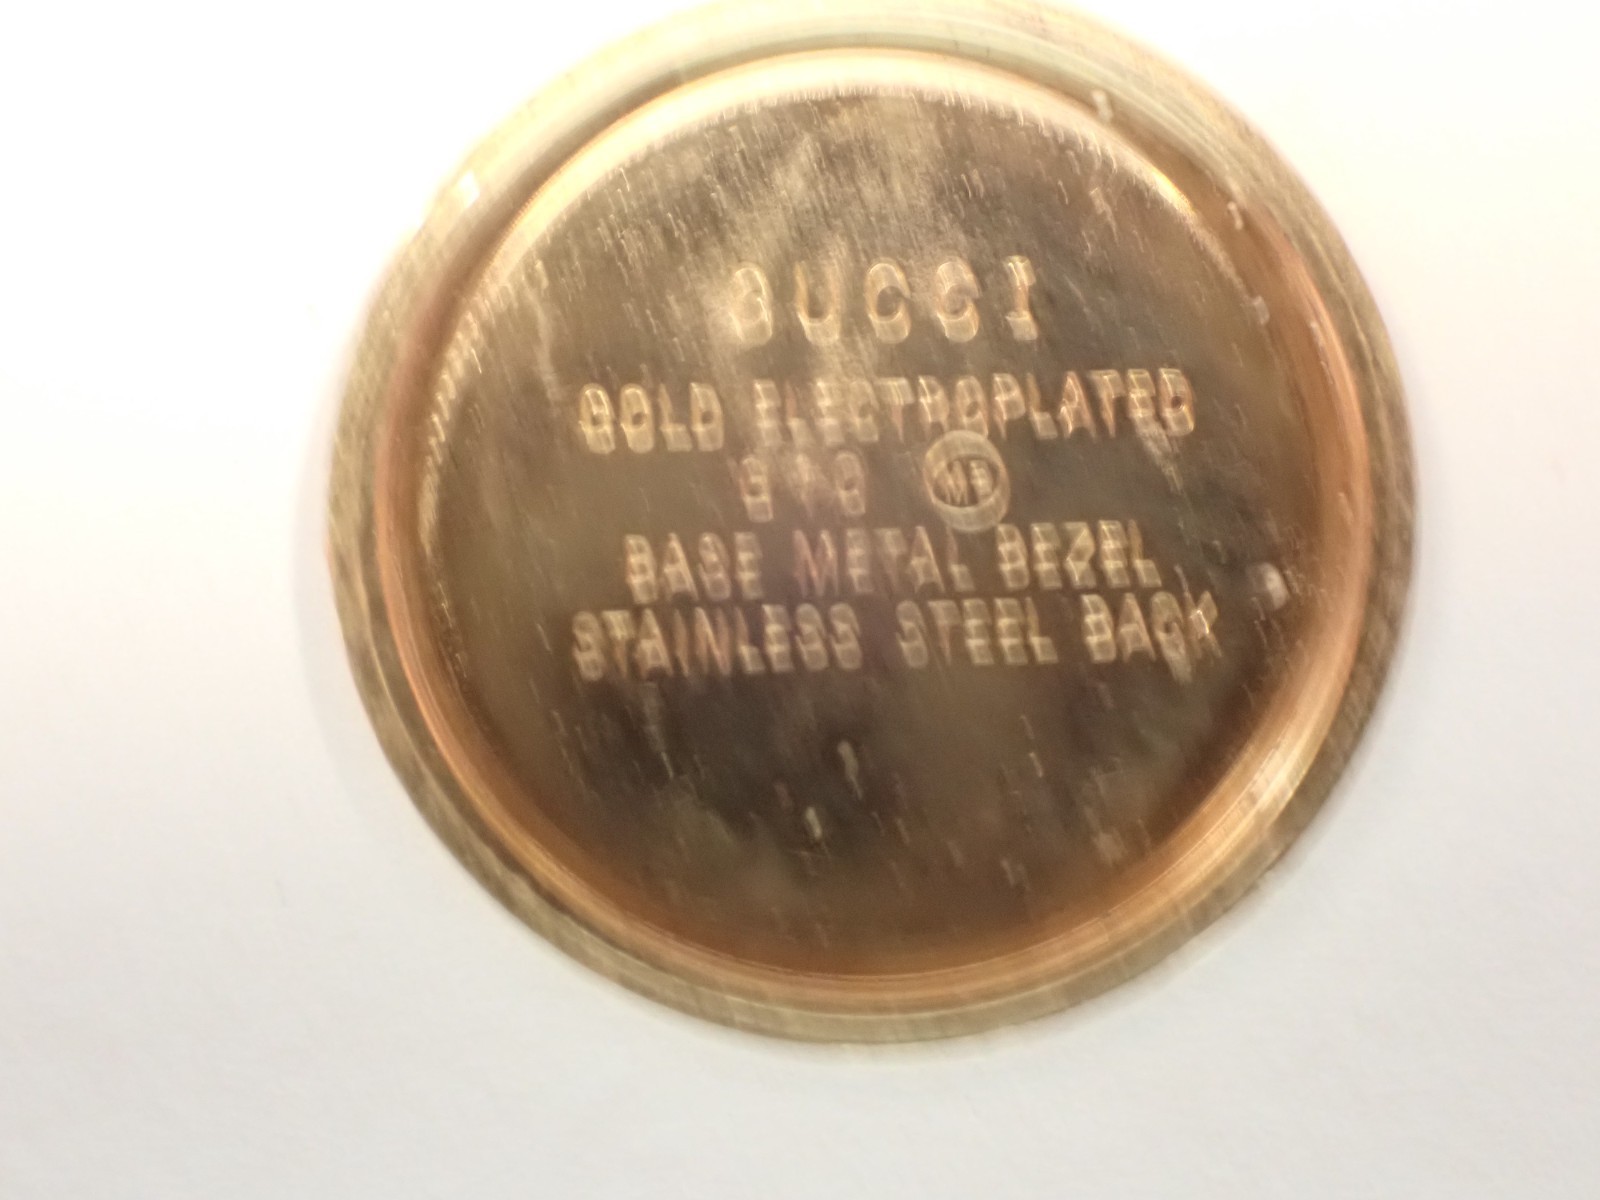 GUCCI
GOLD ELECTROPLATED
BASE METAL BEZEL
STAINLESS STEEL BACK